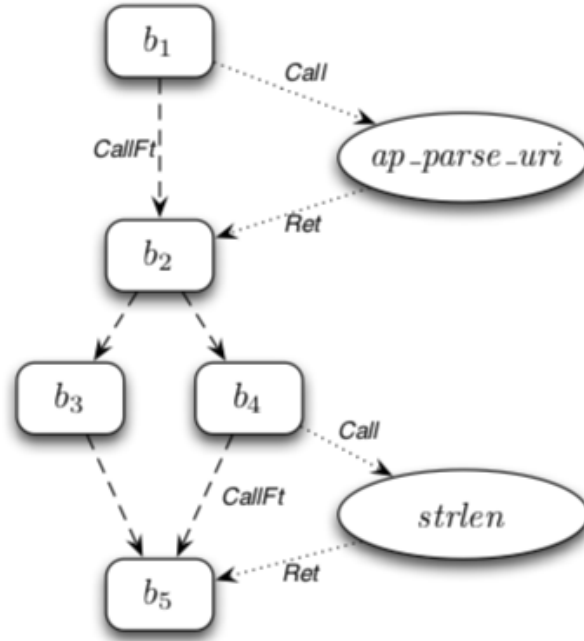 b₁
Call
CallFt
ap_parse_uri
Ret
b₂
b₃
b₄
Call
CallFt
strlen
Ret
b₅